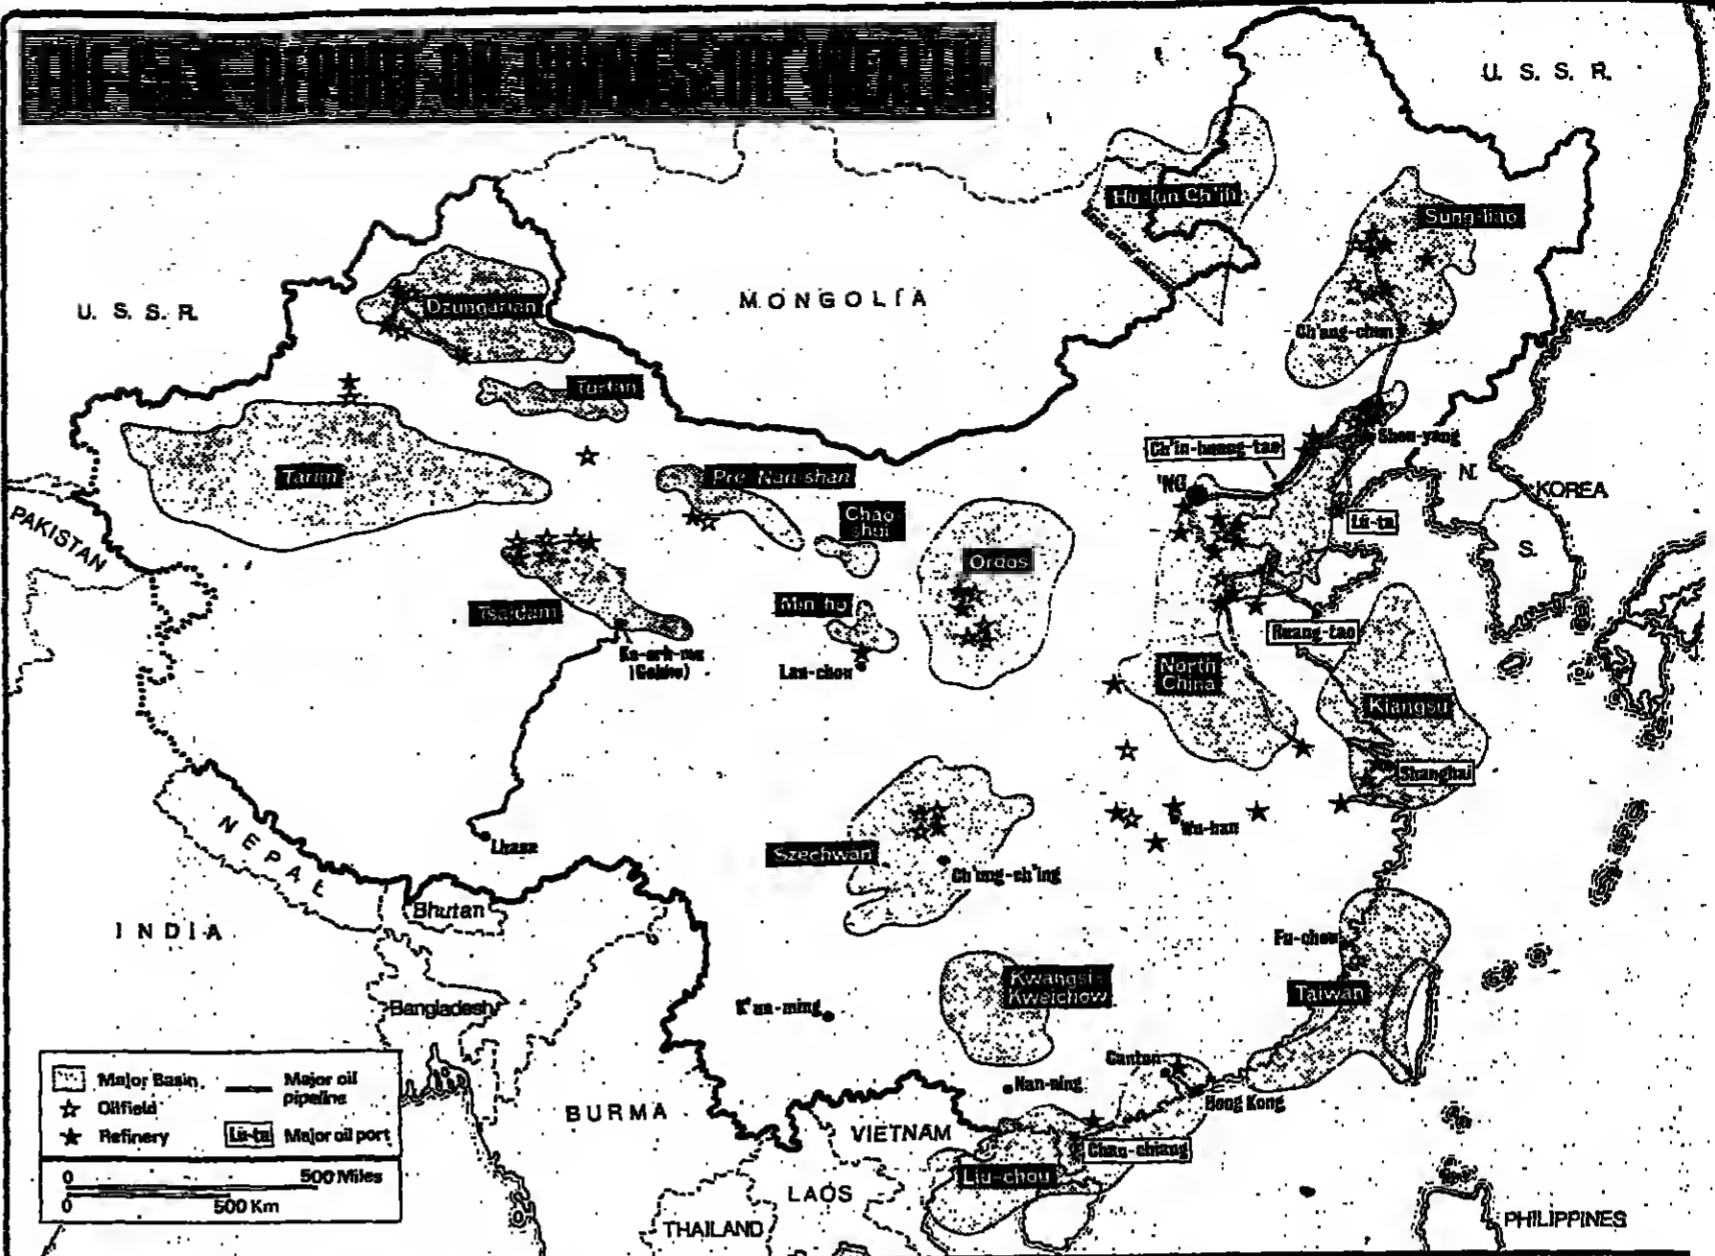 U. S. S. R.
Hu-lun Ch'ih
Sung-liao
U. S. S. R.
Dzungarian
MONGOLIA
Ch'ang-chun
Turfan
Shen-yang
Ch'in-huang-tao
Tarim
Pre Nan-shan
N.
KOREA
PAKISTAN
Chao
shui
Lü-ta
S.
Ordos
Tsaidam
Min ho
Huang-tao
Ko-erh-mu
(Golmo)
Lan-chou
North
China
Kiangsu
Shanghai
Wu-han
NEPAL
Lhasa
Szechwan
Ch'ung-ch'ing
Bhutan
INDIA
Fu-chou
Kwangsi-
Kweichow
Taiwan
Bangladesh
K'un-ming
Canton
Nan-ning
Hong Kong
Major Basin
Major oil
pipeline
Oilfield
Refinery
Lü-ta
Major oil port
BURMA
VIETNAM
Chan-chiang
Liu-chou
0
500 Miles
0
500 Km
LAOS
THAILAND
PHILIPPINES